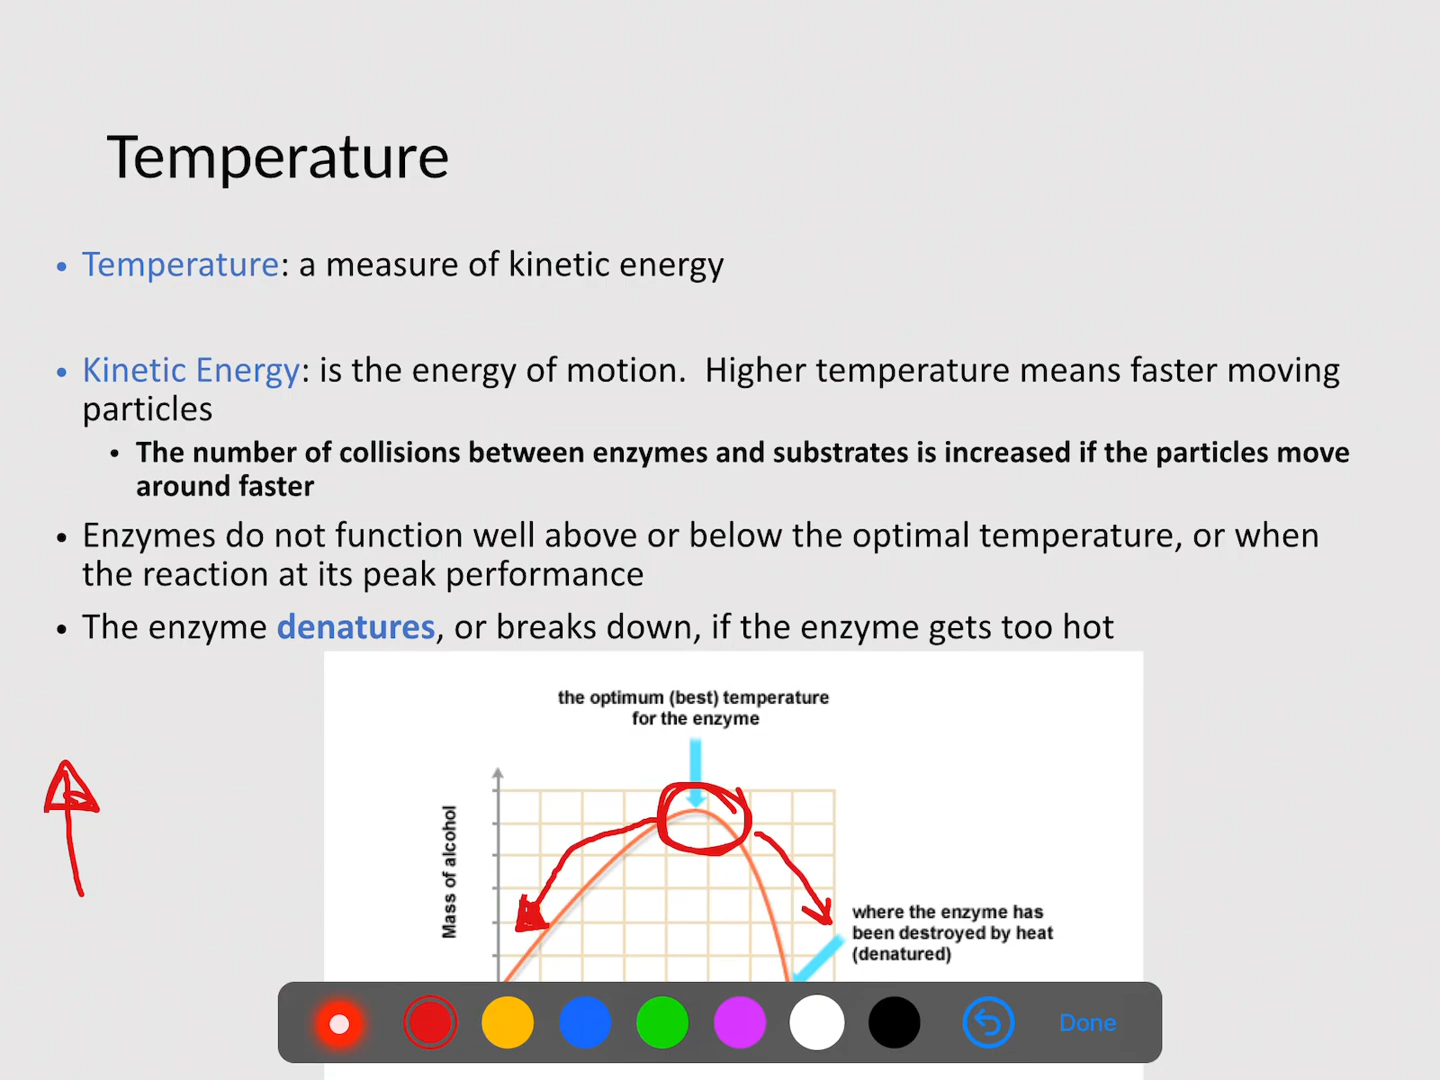 Temperature
• Temperature: a measure of kinetic energy
• Kinetic Energy: is the energy of motion.  Higher temperature means faster moving
particles
• The number of collisions between enzymes and substrates is increased if the particles move
around faster
• Enzymes do not function well above or below the optimal temperature, or when
the reaction at its peak performance
• The enzyme denatures, or breaks down, if the enzyme gets too hot
the optimum (best) temperature
for the enzyme
Mass of alcohol
where the enzyme has
been destroyed by heat
(denatured)
Done